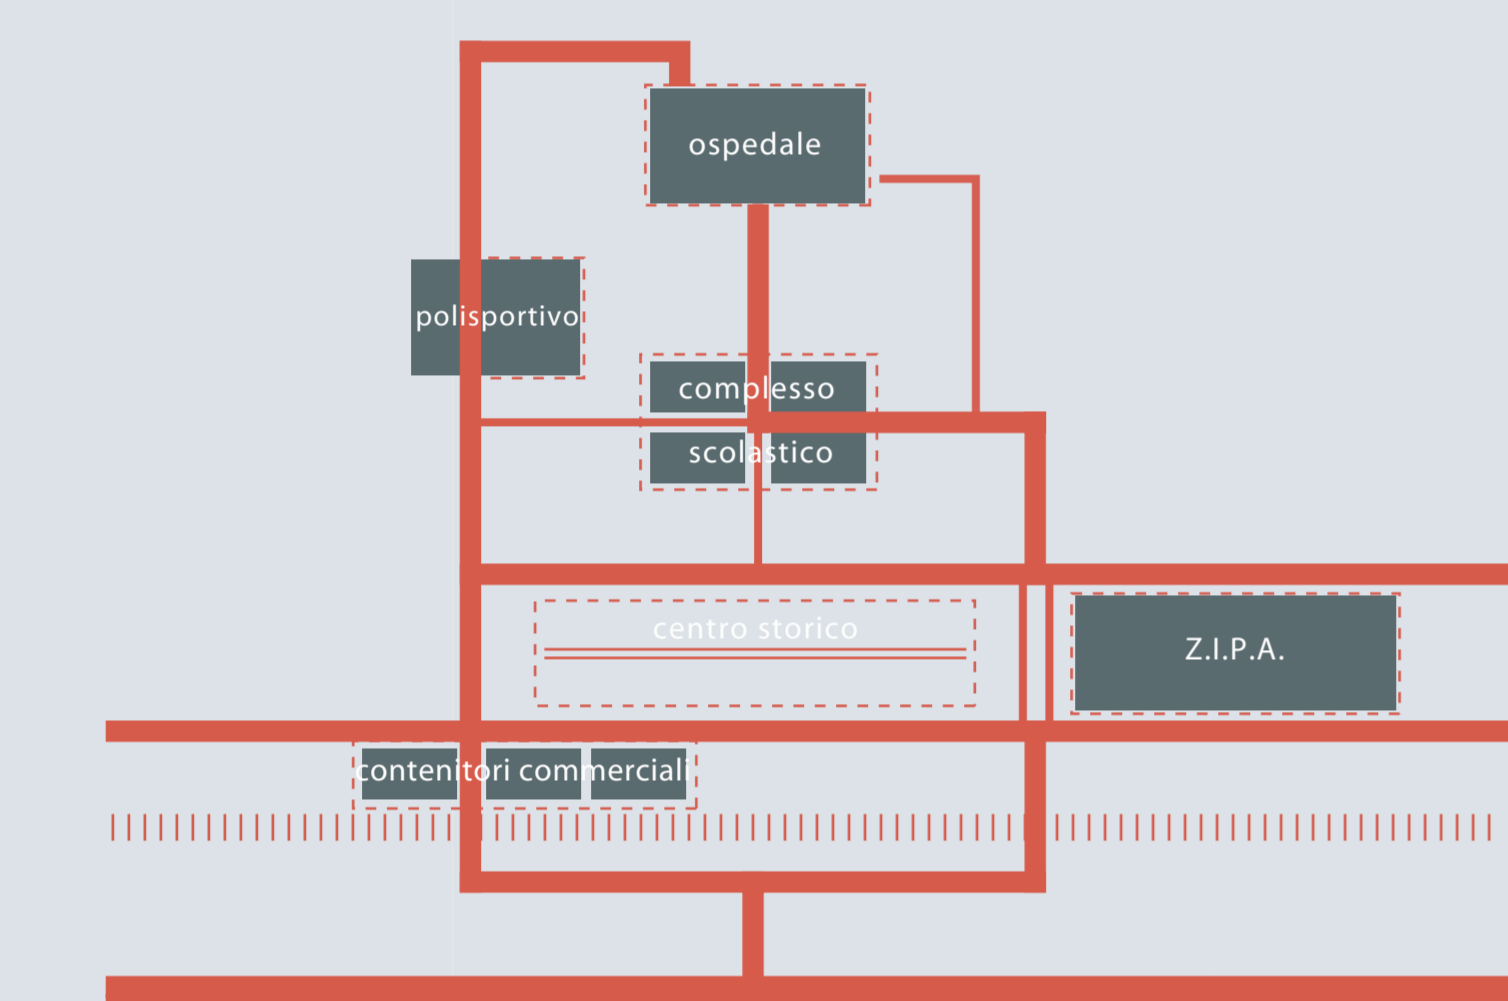 ospedale
polisportivo
complesso
scolastico
centro storico
Z.I.P.A.
contenitori commerciali